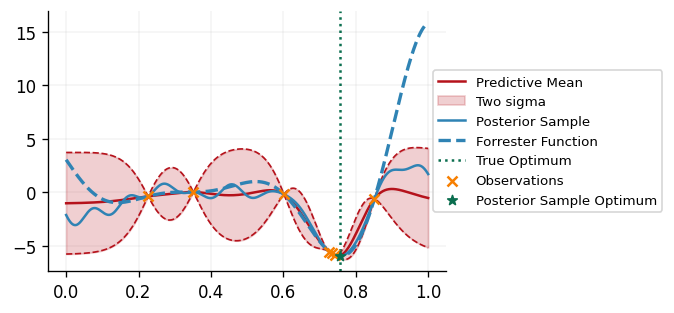 15
10
5
0
−5
0.0 0.2 0.4 0.6 0.8 1.0
Predictive Mean
Two sigma
Posterior Sample
Forrester Function
True Optimum
Observations
Posterior Sample Optimum